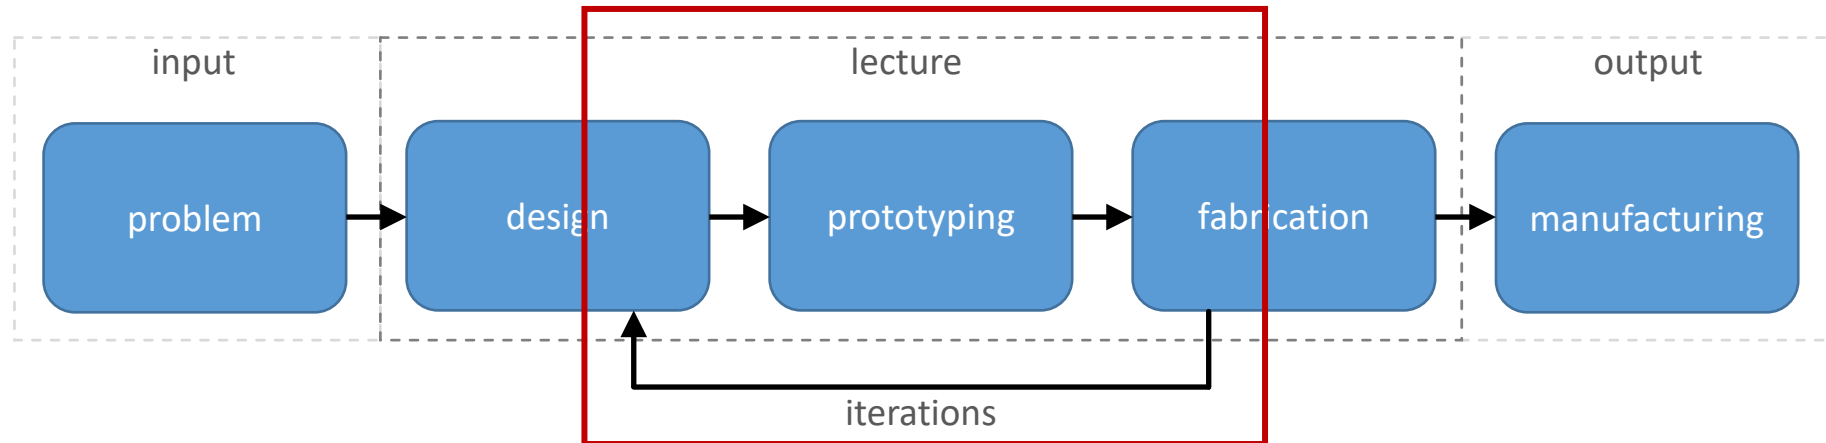 input
lecture
output
problem
design
prototyping
fabrication
manufacturing
iterations